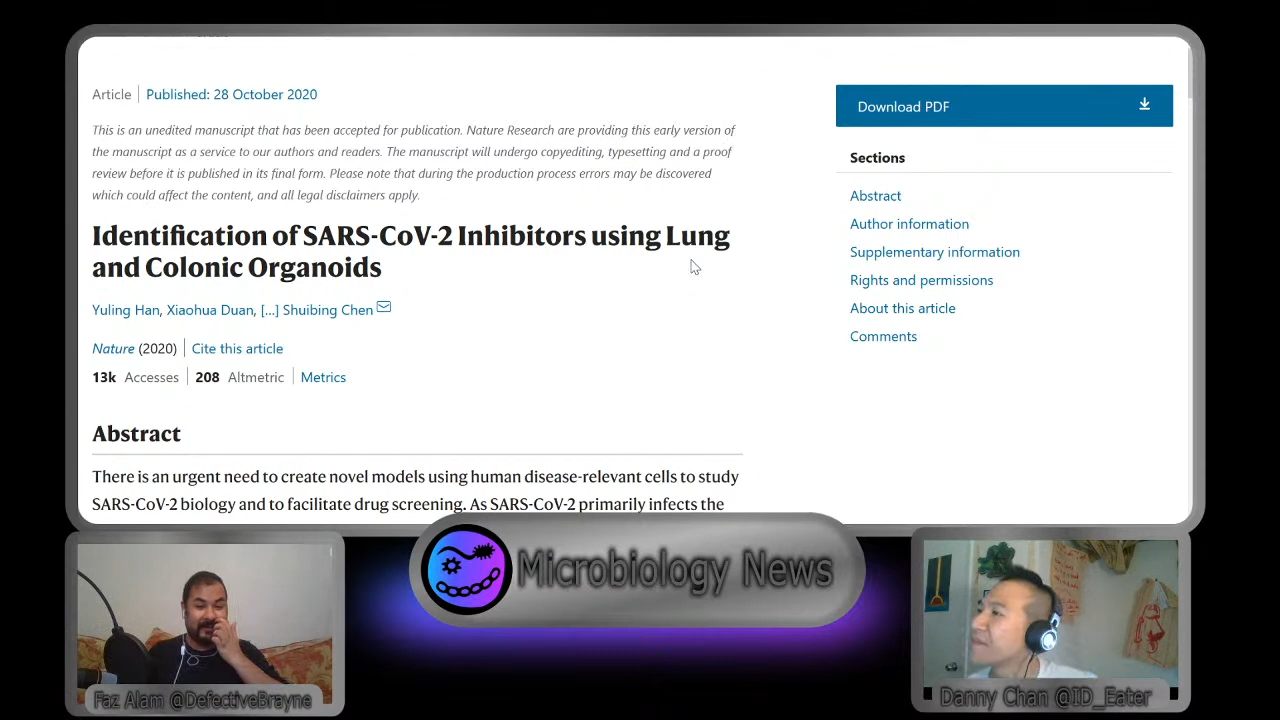 Article
Published: 28 October 2020
This is an unedited manuscript that has been accepted for publication. Nature Research are providing this early version
of the manuscript as a service to our authors and readers. The manuscript will undergo copyediting, typesetting and a proof
review before it is published in its final form. Please note that during the production process errors may be discovered
which could affect the content, and all legal disclaimers apply.
Identification of SARS-CoV-2 Inhibitors using Lung
and Colonic Organoids
Yuling Han, Xiaohua Duan, [...] Shuibing Chen
Nature (2020) Cite this article
13k Accesses 208 Altmetric Metrics
Abstract
There is an urgent need to create novel models using human disease-relevant cells to study
SARS-CoV-2 biology and to facilitate drug screening. As SARS-CoV-2 primarily infects the
Download PDF
Sections
Abstract
Author information
Supplementary information
Rights and permissions
About this article
Comments
Microbiology News
Faz Alam @DefectiveBrayne
Danny Chan @ID_Eater